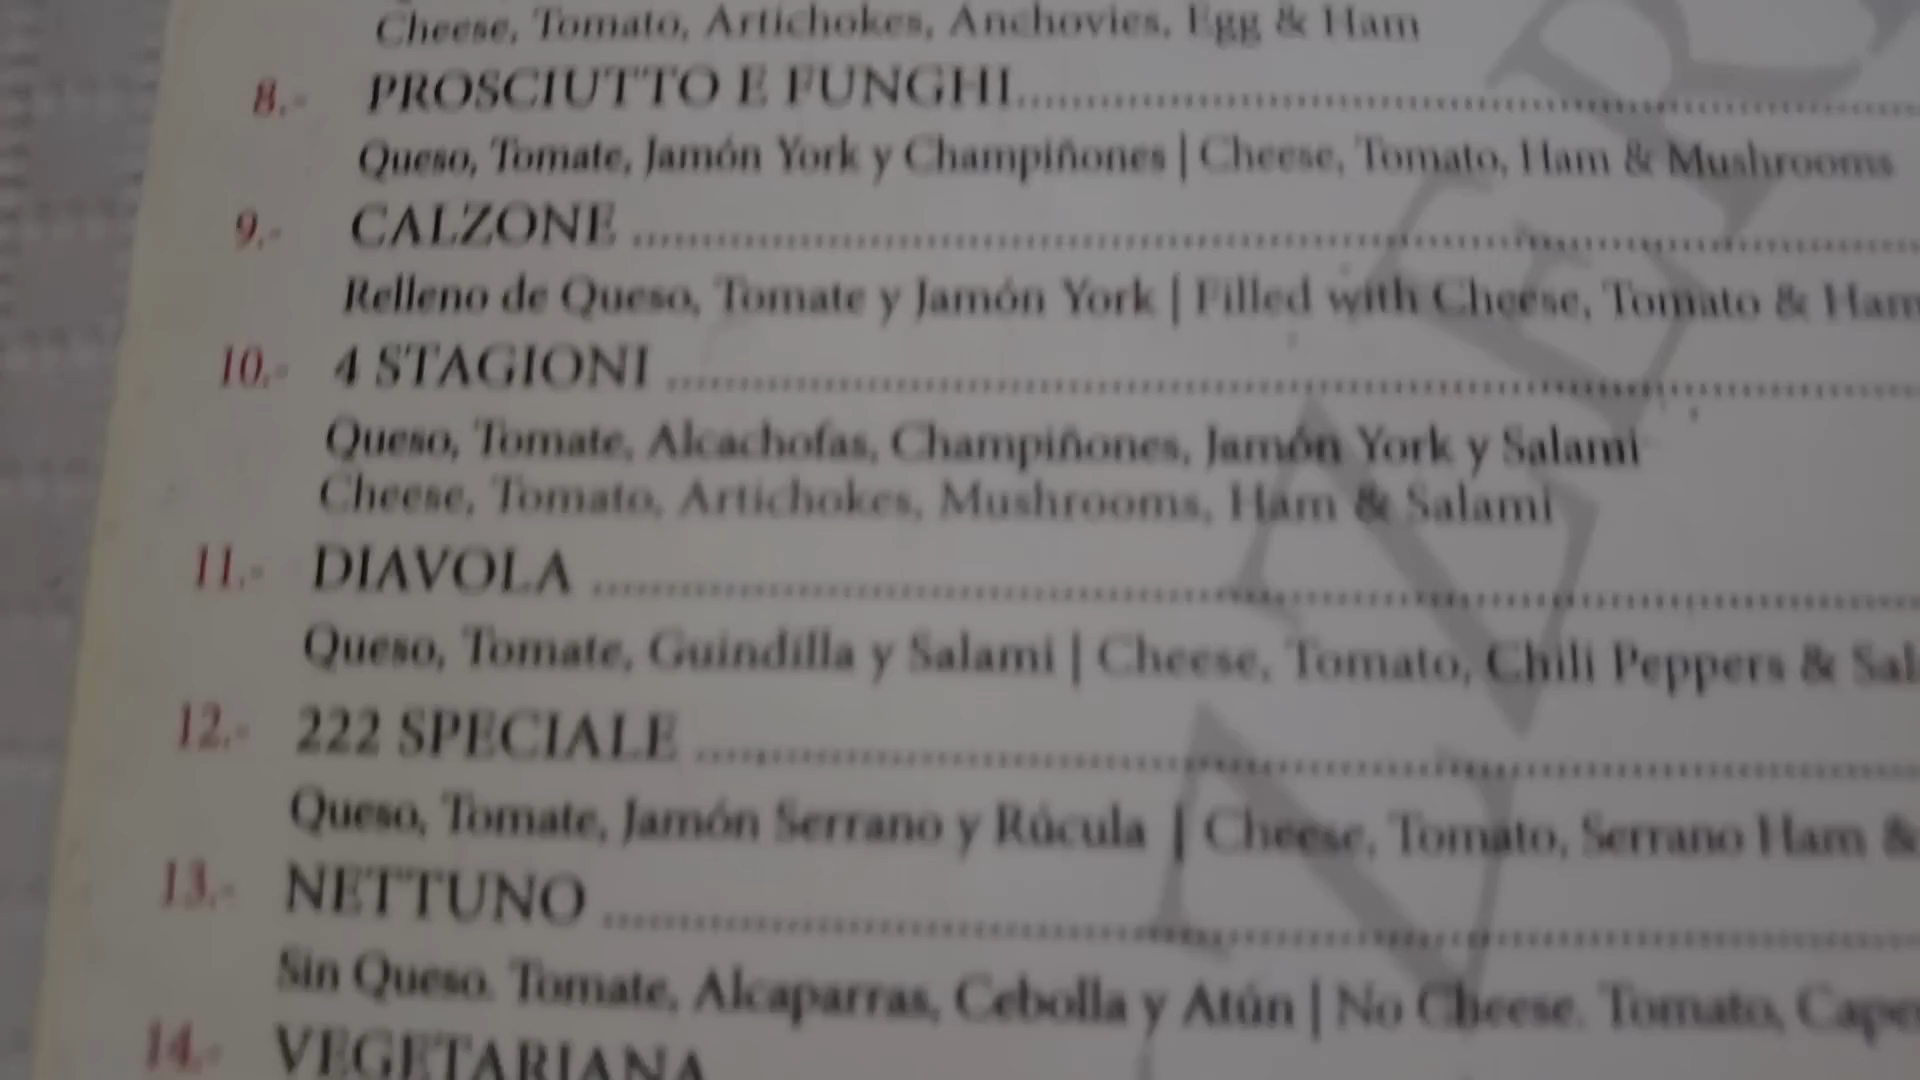 Cheese, Tomato, Artichokes, Anchovies, Egg & Ham
8.- PROSCIUTTO E FUNGHI
Queso, Tomate, Jamón York y Champiñones | Cheese, Tomato, Ham & Mushrooms
9.- CALZONE
Relleno de Queso, Tomate y Jamón York | Filled with Cheese, Tomato & Ham
10.- 4 STAGIONI
Queso, Tomate, Alcachofas, Champiñones, Jamón York y Salami
Cheese, Tomato, Artichokes, Mushrooms, Ham & Salami
11.- DIAVOLA
Queso, Tomate, Guindilla y Salami | Cheese, Tomato, Chili Peppers & Sal
12.- 222 SPECIALE
Queso, Tomate, Jamón Serrano y Rúcula | Cheese, Tomato, Serrano Ham &
13.- NETTUNO
Sin Queso. Tomate, Alcaparras, Cebolla y Atún | No Cheese. Tomato, Cape
14.- VEGETARIANA